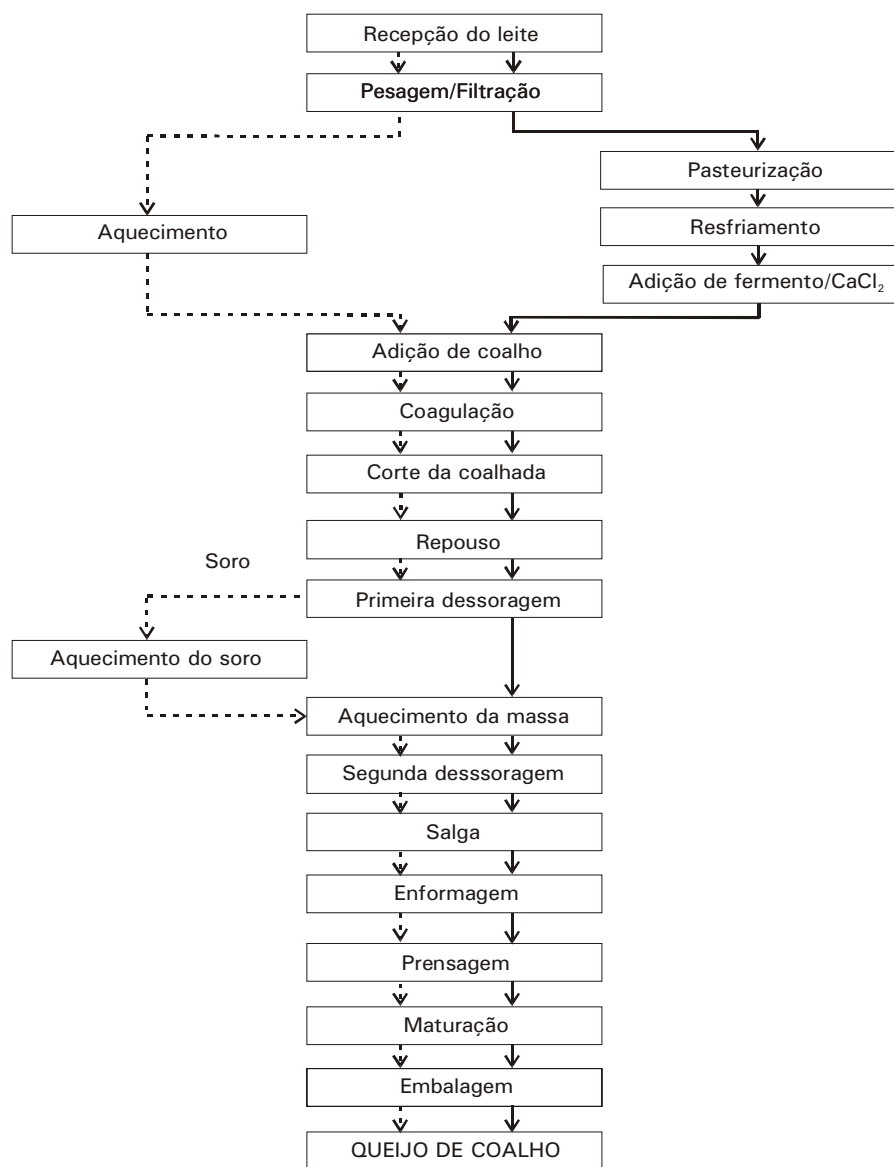 Recepção do leite
Pesagem/Filtração
Pasteurização
Aquecimento
Resfriamento
Adição de fermento/CaCl₂
Adição de coalho
Coagulação
Corte da coalhada
Repouso
Soro
Primeira dessoragem
Aquecimento do soro
Aquecimento da massa
Segunda desssoragem
Salga
Enformagem
Prensagem
Maturação
Embalagem
QUEIJO DE COALHO